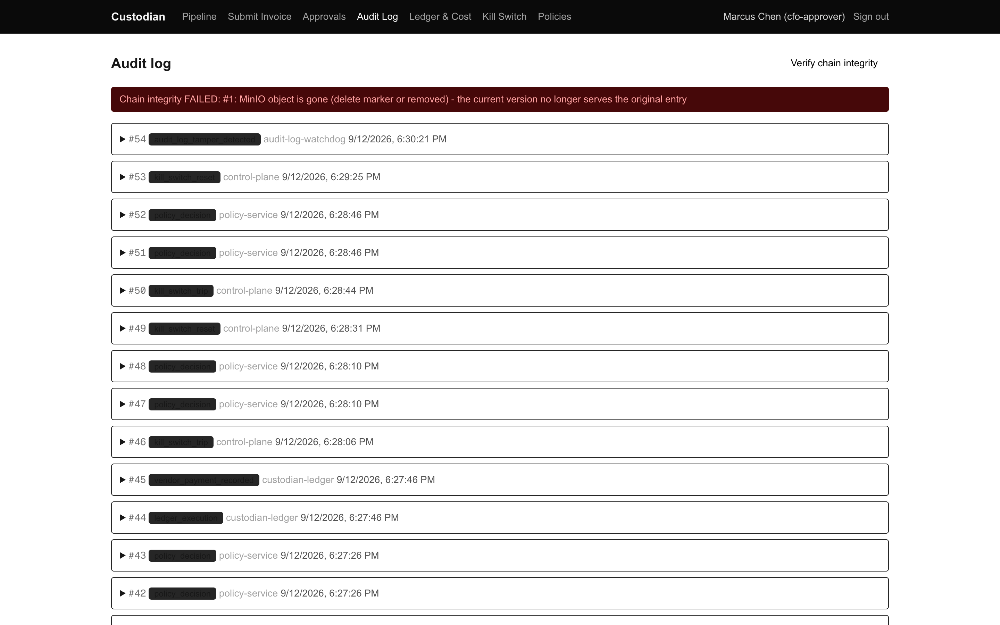 Custodian Pipeline Submit Invoice Approvals Audit Log Ledger & Cost Kill Switch Policies Marcus Chen (cfo-approver) Sign out
Audit log Verify chain integrity
Chain integrity FAILED: #1: MinIO object is gone (delete marker or removed) - the current version no longer serves the original entry
#54 audit_log_tamper_detected audit-log-watchdog 9/12/2026, 6:30:21 PM
#53 kill_switch_reset control-plane 9/12/2026, 6:29:25 PM
#52 policy_decision policy-service 9/12/2026, 6:28:46 PM
#51 policy_decision policy-service 9/12/2026, 6:28:46 PM
#50 kill_switch_trip control-plane 9/12/2026, 6:28:44 PM
#49 kill_switch_reset control-plane 9/12/2026, 6:28:31 PM
#48 policy_decision policy-service 9/12/2026, 6:28:10 PM
#47 policy_decision policy-service 9/12/2026, 6:28:10 PM
#46 kill_switch_trip control-plane 9/12/2026, 6:28:06 PM
#45 vendor_payment_recorded custodian-ledger 9/12/2026, 6:27:46 PM
#44 ledger_execution custodian-ledger 9/12/2026, 6:27:46 PM
#43 policy_decision policy-service 9/12/2026, 6:27:26 PM
#42 policy_decision policy-service 9/12/2026, 6:27:26 PM